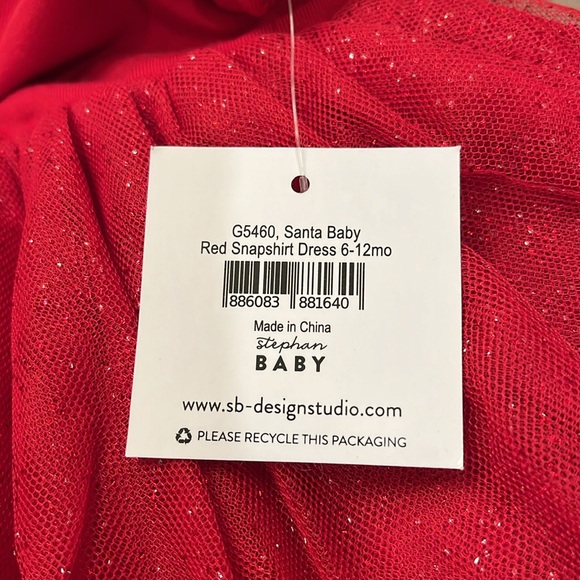 G5460, Santa Baby
Red Snapshirt Dress 6-12mo
886083 881640
Made in China
stephan
BABY
www.sb-designstudio.com
PLEASE RECYCLE THIS PACKAGING